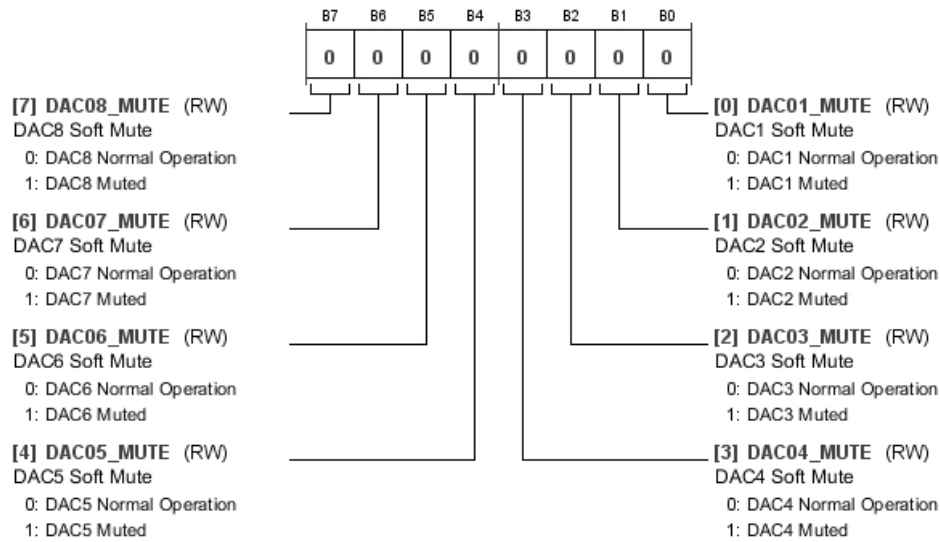 B7 B6 B5 B4 B3 B2 B1 B0
0 0 0 0 0 0 0 0
[7] DAC08_MUTE (RW)
DAC8 Soft Mute
0: DAC8 Normal Operation
1: DAC8 Muted
[6] DAC07_MUTE (RW)
DAC7 Soft Mute
0: DAC7 Normal Operation
1: DAC7 Muted
[5] DAC06_MUTE (RW)
DAC6 Soft Mute
0: DAC6 Normal Operation
1: DAC6 Muted
[4] DAC05_MUTE (RW)
DAC5 Soft Mute
0: DAC5 Normal Operation
1: DAC5 Muted
[0] DAC01_MUTE (RW)
DAC1 Soft Mute
0: DAC1 Normal Operation
1: DAC1 Muted
[1] DAC02_MUTE (RW)
DAC2 Soft Mute
0: DAC2 Normal Operation
1: DAC2 Muted
[2] DAC03_MUTE (RW)
DAC3 Soft Mute
0: DAC3 Normal Operation
1: DAC3 Muted
[3] DAC04_MUTE (RW)
DAC4 Soft Mute
0: DAC4 Normal Operation
1: DAC4 Muted